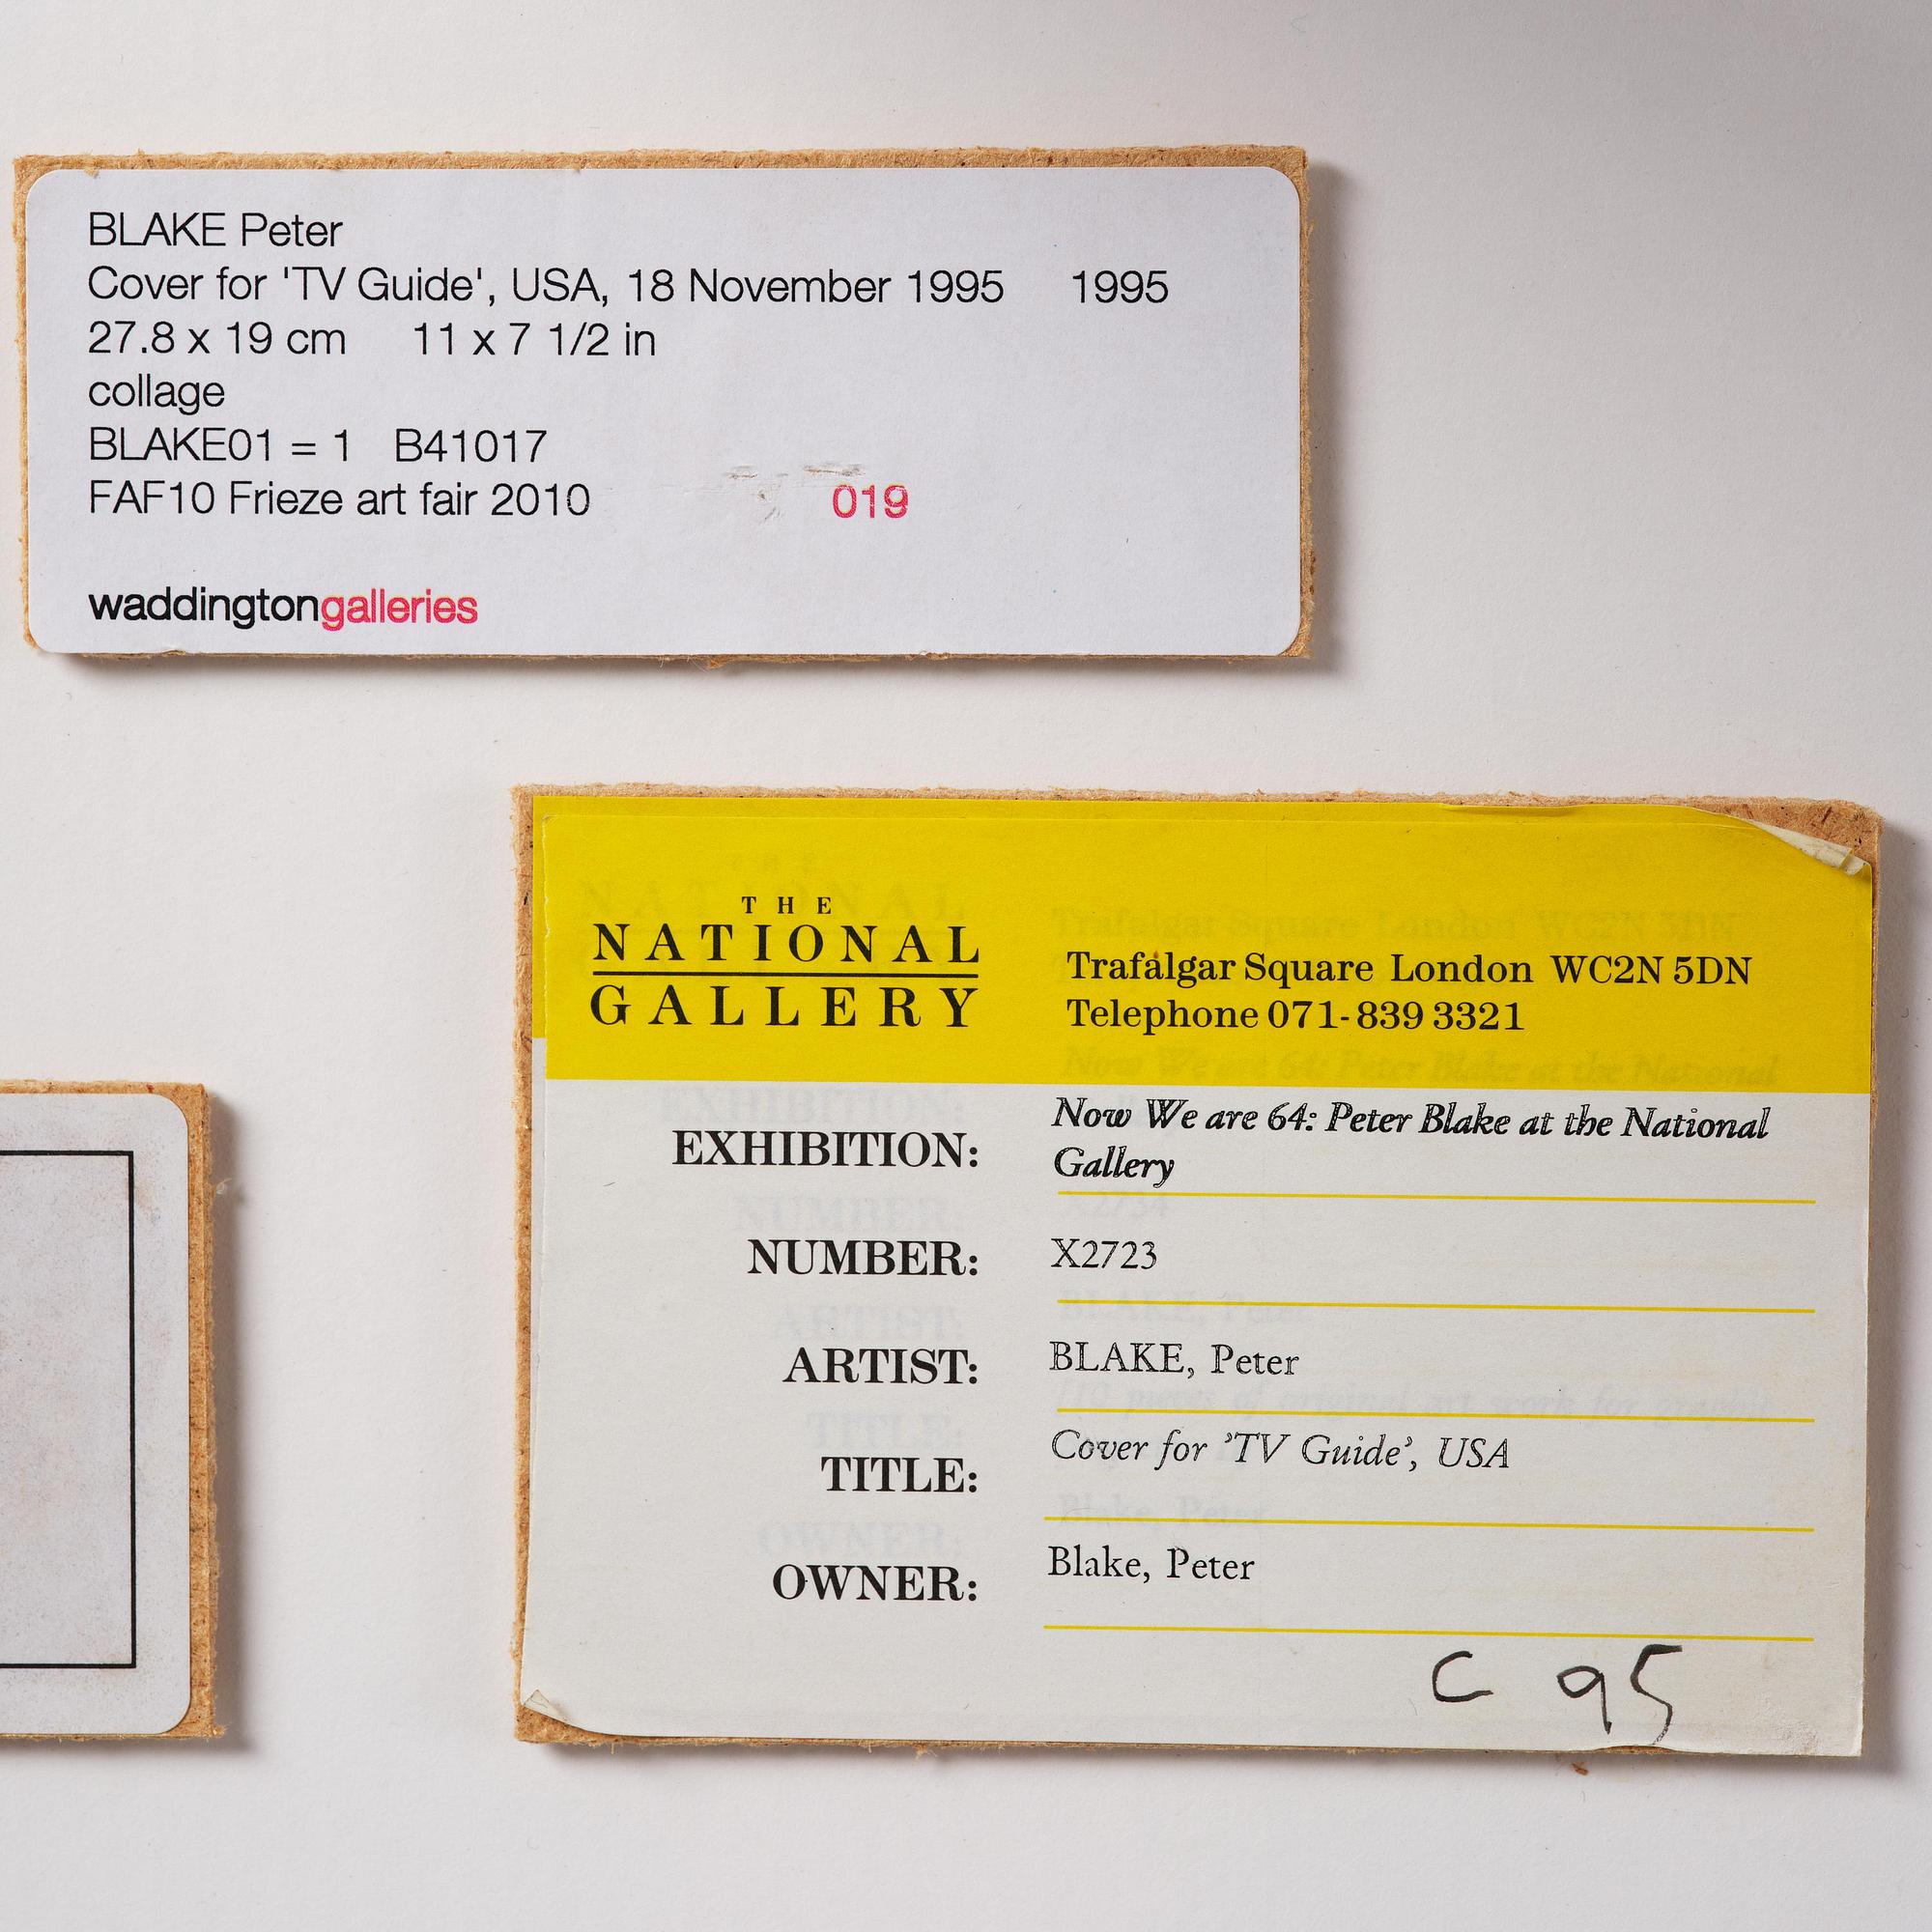 BLAKE Peter
Cover for 'TV Guide', USA, 18 November 1995 1995
27.8 x 19 cm 11 x 7 1/2 in
collage
BLAKE01 = 1 B41017
FAF10 Frieze art fair 2010 019
waddingtongalleries
THE
NATIONAL
GALLERY
Trafalgar Square London WC2N 5DN
Telephone 071-839 3321
EXHIBITION: Now We are 64: Peter Blake at the National
Gallery
NUMBER: X2723
ARTIST: BLAKE, Peter
TITLE: Cover for ’TV Guide’, USA
OWNER: Blake, Peter
C 95